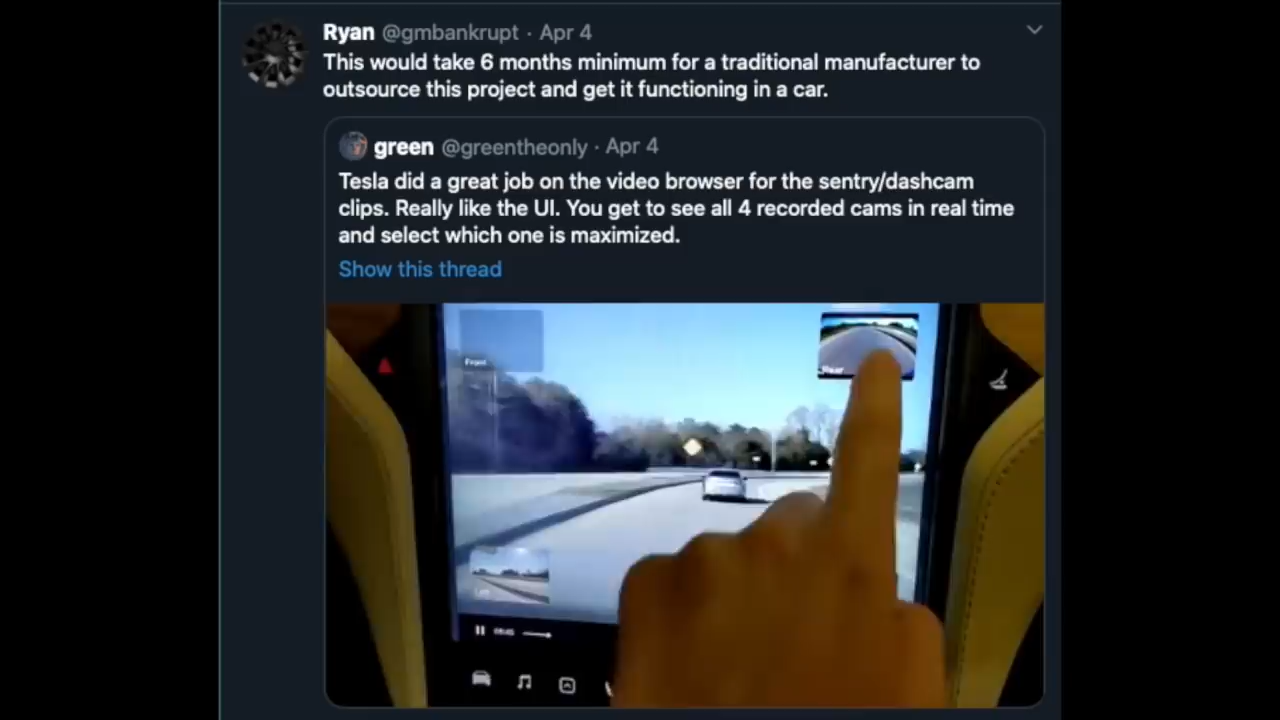 Ryan @gmbankrupt · Apr 4
This would take 6 months minimum for a traditional manufacturer to
outsource this project and get it functioning in a car.
green @greentheonly · Apr 4
Tesla did a great job on the video browser for the sentry/dashcam
clips. Really like the UI. You get to see all 4 recorded cams in real time
and select which one is maximized.
Show this thread
Front
Rear